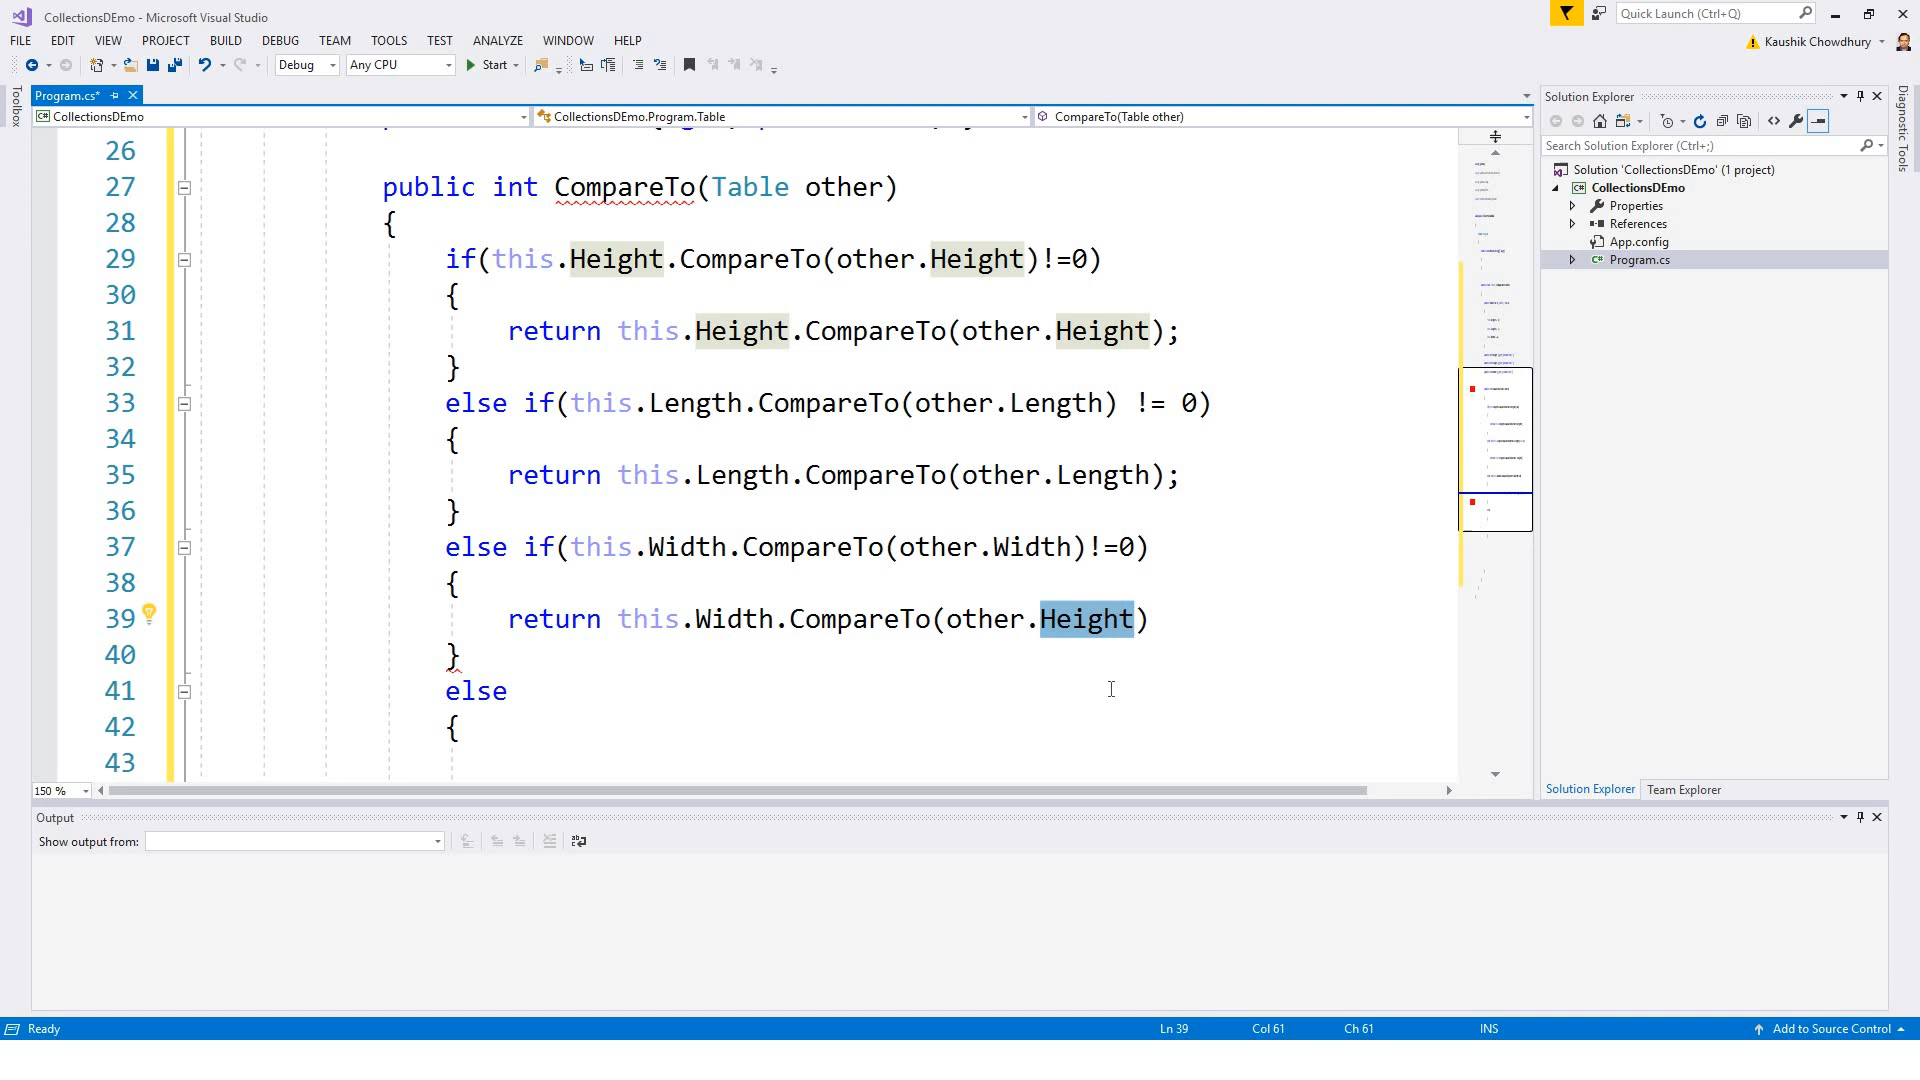 CollectionsDEmo - Microsoft Visual Studio
Quick Launch (Ctrl+Q)
FILE EDIT VIEW PROJECT BUILD DEBUG TEAM TOOLS TEST ANALYZE WINDOW HELP
Kaushik Chowdhury
Debug Any CPU Start
Toolbox
Program.cs*
CollectionsDEmo CollectionsDEmo.Program.Table CompareTo(Table other)
26
27 public int CompareTo(Table other)
28 {
29 if(this.Height.CompareTo(other.Height)!=0)
30 {
31 return this.Height.CompareTo(other.Height);
32 }
33 else if(this.Length.CompareTo(other.Length) != 0)
34 {
35 return this.Length.CompareTo(other.Length);
36 }
37 else if(this.Width.CompareTo(other.Width)!=0)
38 {
39 return this.Width.CompareTo(other.Height)
40 }
41 else
42 {
43
150 %
Solution Explorer
Search Solution Explorer (Ctrl+;)
Solution 'CollectionsDEmo' (1 project)
C# CollectionsDEmo
Properties
References
App.config
C# Program.cs
Solution Explorer Team Explorer
Diagnostic Tools
Output
Show output from:
Ready Ln 39 Col 61 Ch 61 INS Add to Source Control